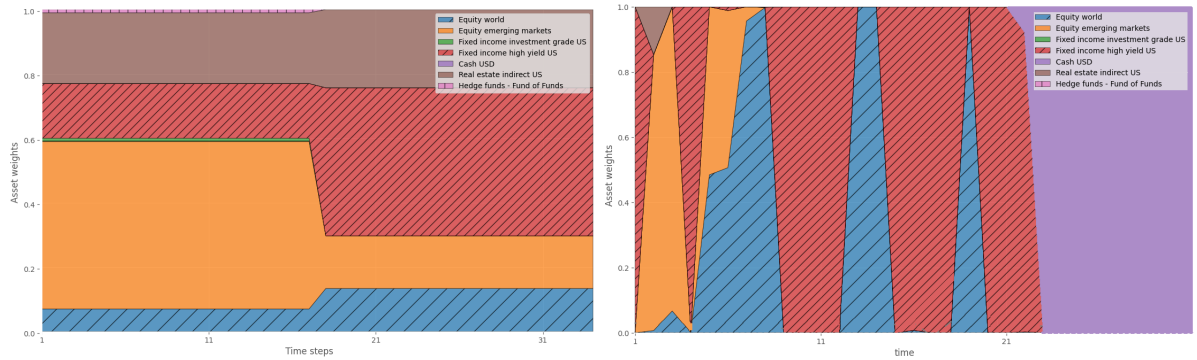 Equity world
Equity emerging markets
Fixed income investment grade US
Fixed income high yield US
Cash USD
Real estate indirect US
Hedge funds - Fund of Funds
1.0
0.8
0.6
0.4
0.2
0.0
Asset weights
1
11
21
31
Time steps
Equity world
Equity emerging markets
Fixed income investment grade US
Fixed income high yield US
Cash USD
Real estate indirect US
Hedge funds - Fund of Funds
1.0
0.8
0.6
0.4
0.2
0.0
Asset weights
1
11
21
time